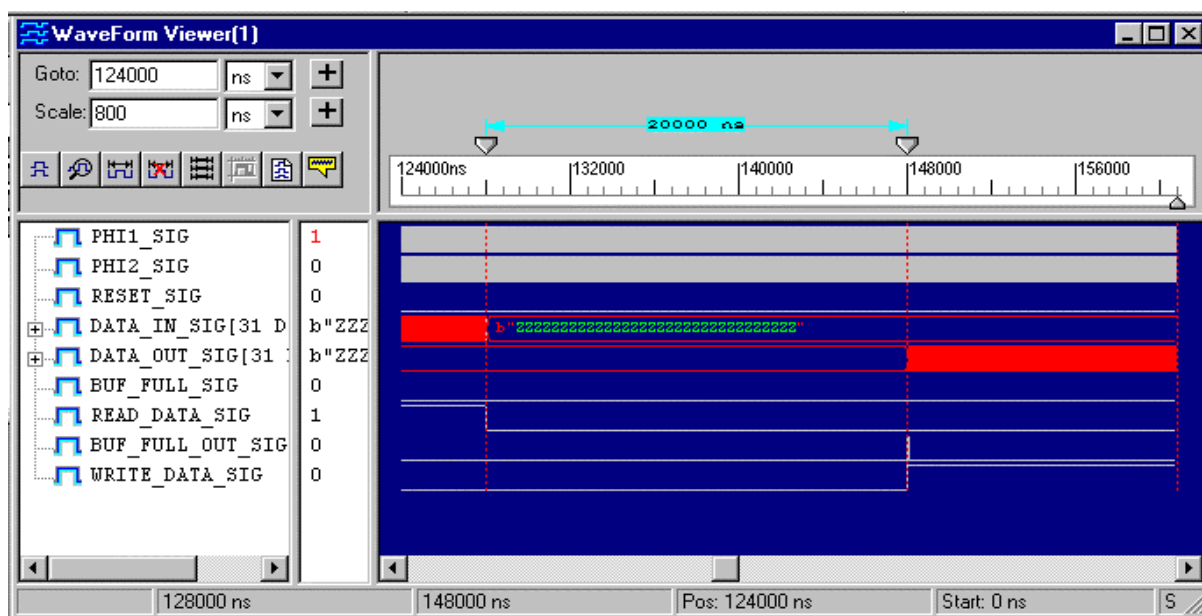 WaveForm Viewer(1)
Goto: 124000 ns
Scale: 800 ns
20000 ns
124000ns 132000 140000 148000 156000
PHI1_SIG 1
PHI2_SIG 0
RESET_SIG 0
DATA_IN_SIG[31 D b"ZZZ b"ZZZZZZZZZZZZZZZZZZZZZZZZZZZZZZZZ"
DATA_OUT_SIG[31 b"ZZZ
BUF_FULL_SIG 0
READ_DATA_SIG 1
BUF_FULL_OUT_SIG 0
WRITE_DATA_SIG 0
128000 ns 148000 ns Pos: 124000 ns Start: 0 ns S